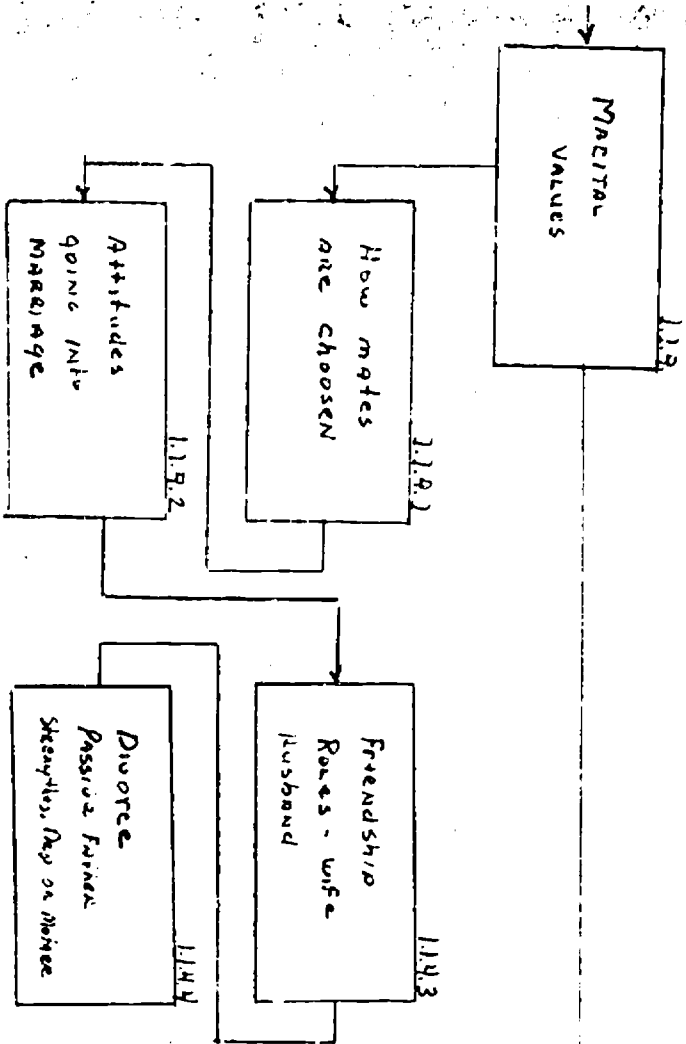 MARITAL
VALUES
1.1.4
How mates
are choosen
1.1.4.1
Attitudes
going into
MARRIAGE
1.1.4.2
Friendship
Roles - wife
Husband
1.1.4.3
Divorce
Passive Father
Strengths, Dep on Mother
1.1.4.4